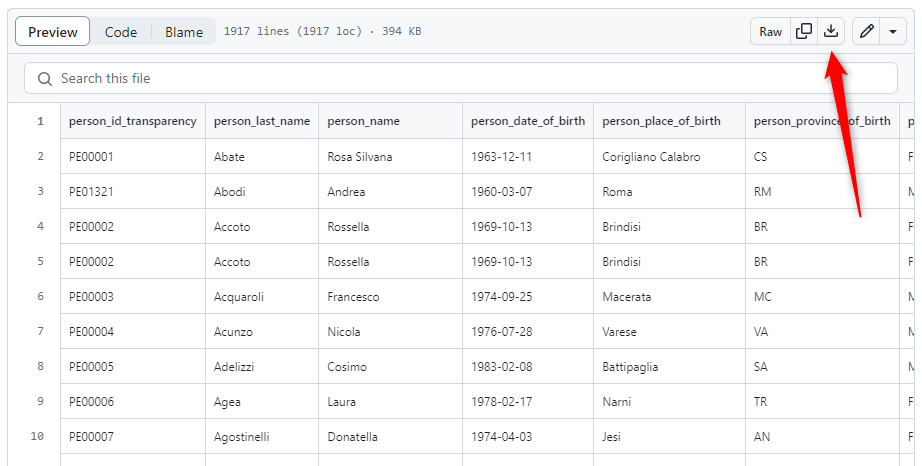 Preview Code Blame 1917 lines (1917 loc) · 394 KB Raw
Search this file
1 person_id_transparency person_last_name person_name person_date_of_birth person_place_of_birth person_province_of_birth p
2 PE00001 Abate Rosa Silvana 1963-12-11 Corigliano Calabro CS F
3 PE01321 Abodi Andrea 1960-03-07 Roma RM M
4 PE00002 Accoto Rossella 1969-10-13 Brindisi BR F
5 PE00002 Accoto Rossella 1969-10-13 Brindisi BR F
6 PE00003 Acquaroli Francesco 1974-09-25 Macerata MC M
7 PE00004 Acunzo Nicola 1976-07-28 Varese VA M
8 PE00005 Adelizzi Cosimo 1983-02-08 Battipaglia SA M
9 PE00006 Agea Laura 1978-02-17 Narni TR F
10 PE00007 Agostinelli Donatella 1974-04-03 Jesi AN F